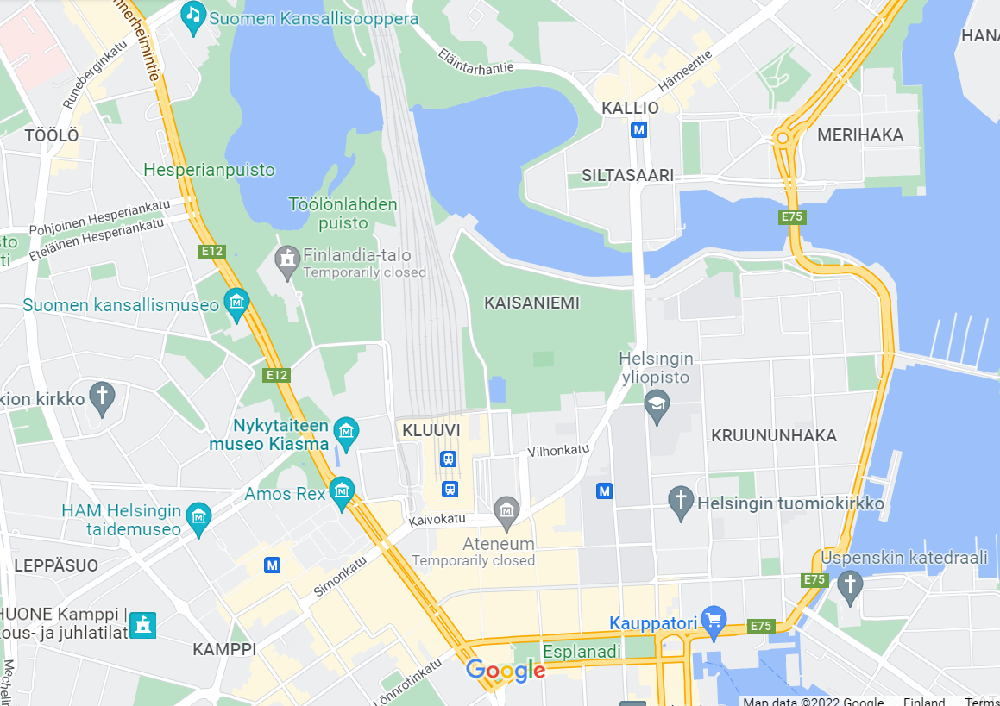 Suomen Kansallisooppera
Runeberginkatu
Eläintarhantie
Hämeentie
KALLIO
M
TÖÖLÖ
MERIHAKA
Hesperianpuisto
SILTASAARI
Töölönlahden
puisto
Pohjoinen Hesperiankatu
Eteläinen Hesperiankatu
E75
E12
Finlandia-talo
Temporarily closed
Suomen kansallismuseo
KAISANIEMI
Helsingin
yliopisto
E12
kion kirkko
Nykytaiteen
museo Kiasma
KLUUVI
KRUUNUNHAKA
Vilhonkatu
Amos Rex
M
Helsingin tuomiokirkko
HAM Helsingin
taidemuseo
Kaivokatu
Ateneum
Temporarily closed
Uspenskin katedraali
LEPPÄSUO
M
Simonkatu
E75
HUONE Kamppi |
kous- ja juhlatilat
Kauppatori
E75
KAMPPI
Esplanadi
Google
Lönnrotinkatu
Map data ©2022 Google
Finland
Terms